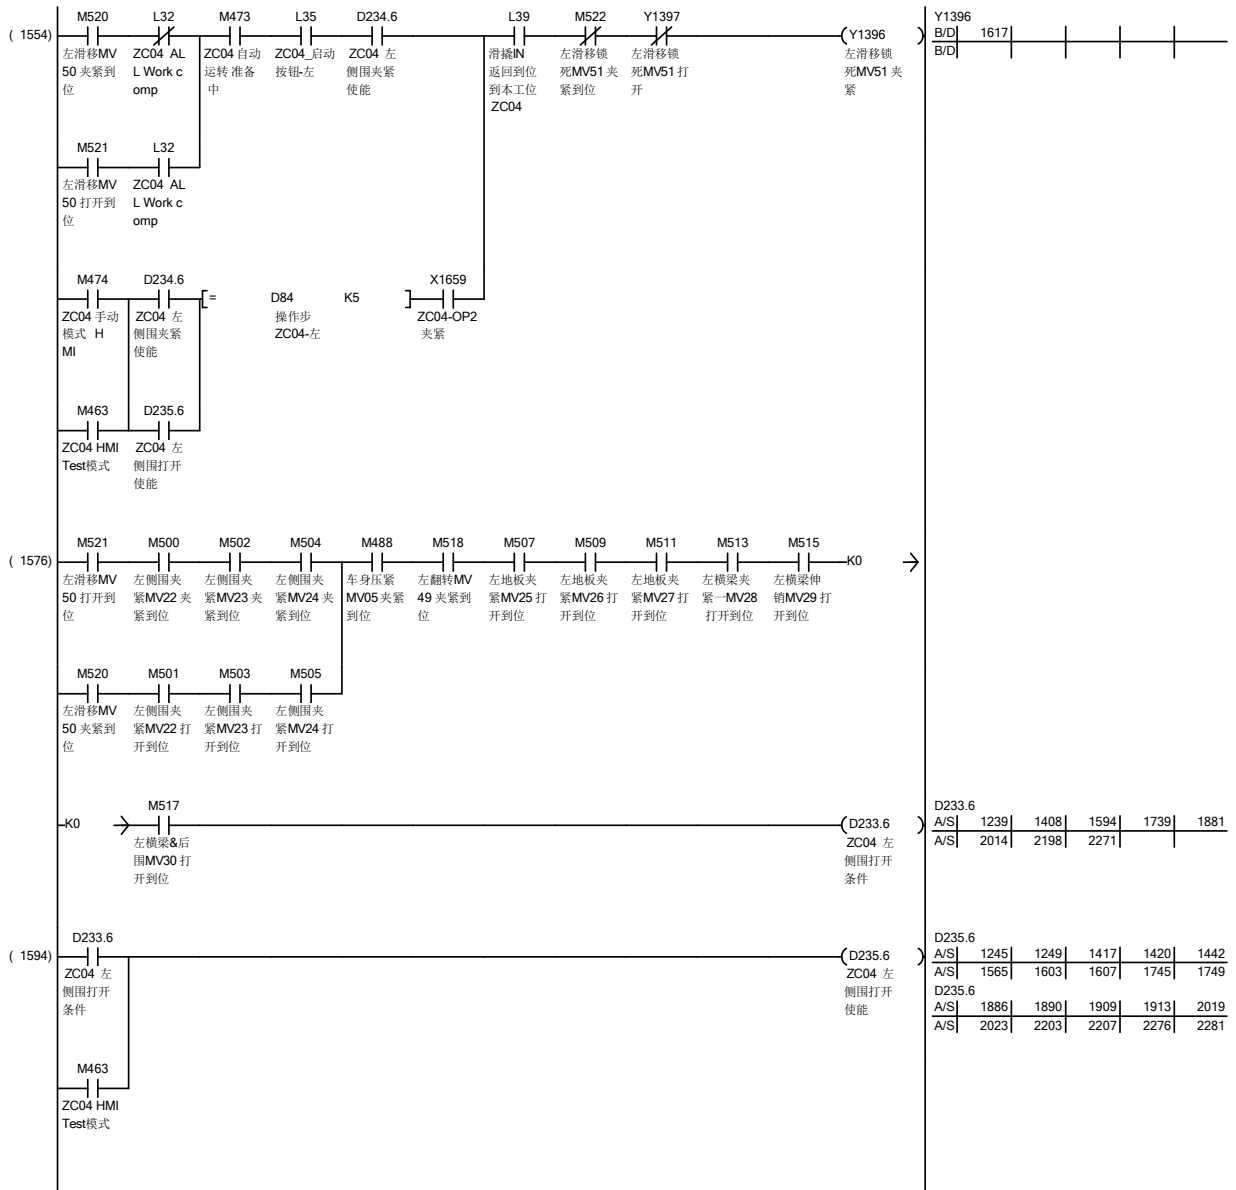 M520 L32 M473 L35 D234.6 L39 M522 Y1397 Y1396
( 1554) (Y1396 ) B/D 1617
B/D
左滑移MV ZC04 AL ZC04 自动 ZC04_启动 ZC04 左 滑撬IN 左滑移锁 左滑移锁 左滑移锁
50 夹紧到 L Work c 运转 准备 按钮-左 侧围夹紧 返回到位 死MV51 夹 死MV51 打 死MV51 夹
位 omp 中 使能 到本工位 紧到位 开 紧
ZC04
M521 L32
左滑移MV ZC04 AL
50 打开到 L Work c
位 omp
M474 D234.6 X1659
[= D84 K5 ]
ZC04 手动 ZC04 左 操作步 ZC04-OP2
模式 H 侧围夹紧 ZC04-左 夹紧
MI 使能
M463 D235.6
ZC04 HMI ZC04 左
Test模式 侧围打开
使能
M521 M500 M502 M504 M488 M518 M507 M509 M511 M513 M515
( 1576) K0
左滑移MV 左侧围夹 左侧围夹 左侧围夹 车身压紧 左翻转MV 左地板夹 左地板夹 左地板夹 左横梁夹 左横梁伸
50 打开到 紧MV22 夹 紧MV23 夹 紧MV24 夹 MV05 夹紧 49 夹紧到 紧MV25 打 紧MV26 打 紧MV27 打 紧一MV28 销MV29 打
位 紧到位 紧到位 紧到位 到位 位 开到位 开到位 开到位 打开到位 开到位
M520 M501 M503 M505
左滑移MV 左侧围夹 左侧围夹 左侧围夹
50 夹紧到 紧MV22 打 紧MV23 打 紧MV24 打
位 开到位 开到位 开到位
M517 D233.6
K0 (D233.6 ) A/S 1239 1408 1594 1739 1881
A/S 2014 2198 2271
左横梁&后 ZC04 左
围MV30 打 侧围打开
开到位 条件
D233.6 D235.6
( 1594) (D235.6 ) A/S 1245 1249 1417 1420 1442
ZC04 左 ZC04 左 A/S 1565 1603 1607 1745 1749
侧围打开 侧围打开 D235.6
条件 使能 A/S 1886 1890 1909 1913 2019
A/S 2023 2203 2207 2276 2281
M463
ZC04 HMI
Test模式